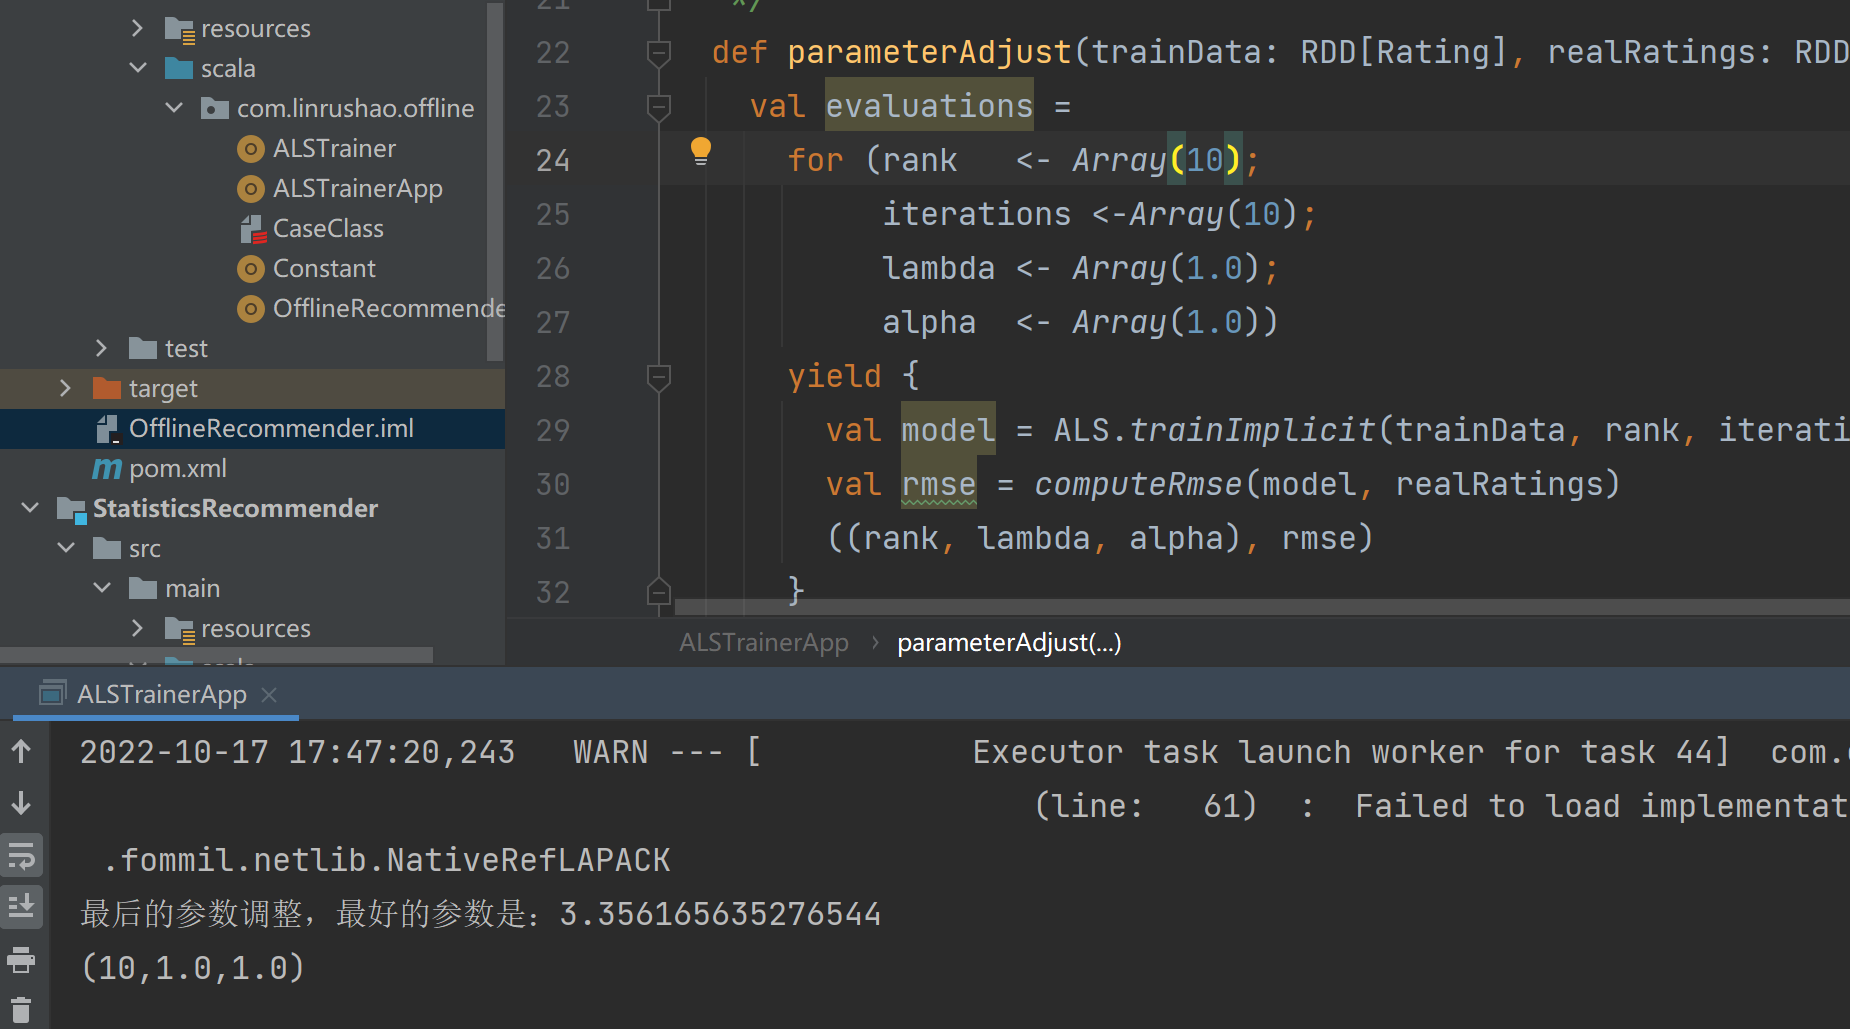 resources
scala
com.linrushao.offline
ALSTrainer
ALSTrainerApp
CaseClass
Constant
OfflineRecommende
test
target
OfflineRecommender.iml
pom.xml
StatisticsRecommender
src
main
resources
21 */
22 def parameterAdjust(trainData: RDD[Rating], realRatings: RDD
23 val evaluations =
24 for (rank   <- Array(10);
25 iterations <-Array(10);
26 lambda <- Array(1.0);
27 alpha  <- Array(1.0))
28 yield {
29 val model = ALS.trainImplicit(trainData, rank, iterati
30 val rmse = computeRmse(model, realRatings)
31 ((rank, lambda, alpha), rmse)
32 }
ALSTrainerApp › parameterAdjust(...)
ALSTrainerApp
2022-10-17 17:47:20,243   WARN --- [           Executor task launch worker for task 44]  com.
(line:   61)  :  Failed to load implementat
.fommil.netlib.NativeRefLAPACK
最后的参数调整，最好的参数是：3.356165635276544
(10,1.0,1.0)